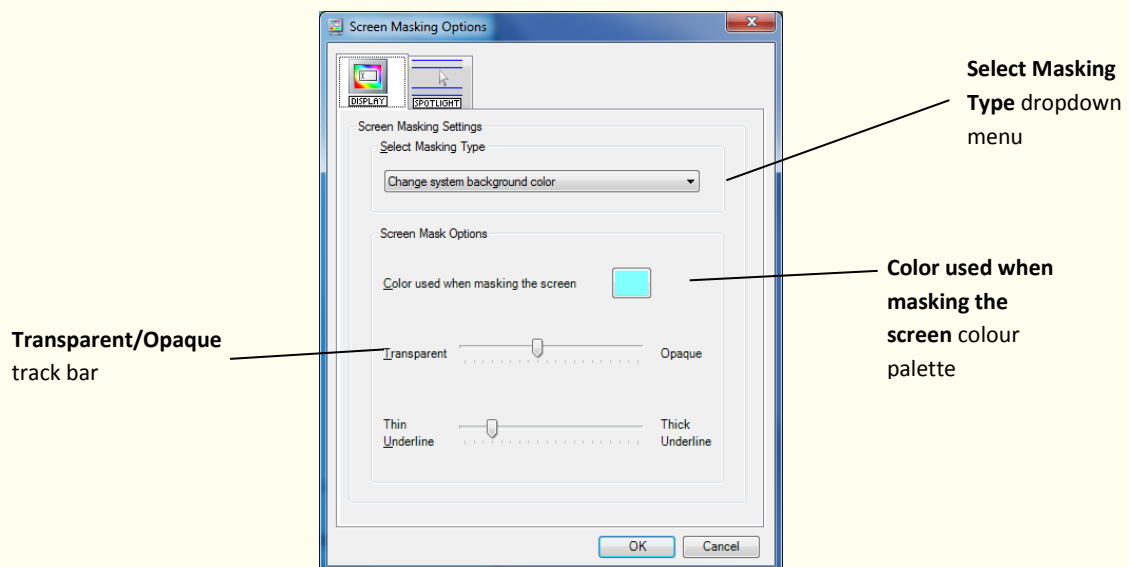 Screen Masking Options
DISPLAY
SPOTLIGHT
Screen Masking Settings
Select Masking Type
Change system background color
Screen Mask Options
Color used when masking the screen
Transparent
Opaque
Thin
Underline
Thick
Underline
OK
Cancel
Select Masking
Type dropdown
menu
Color used when
masking the
screen colour
palette
Transparent/Opaque
track bar